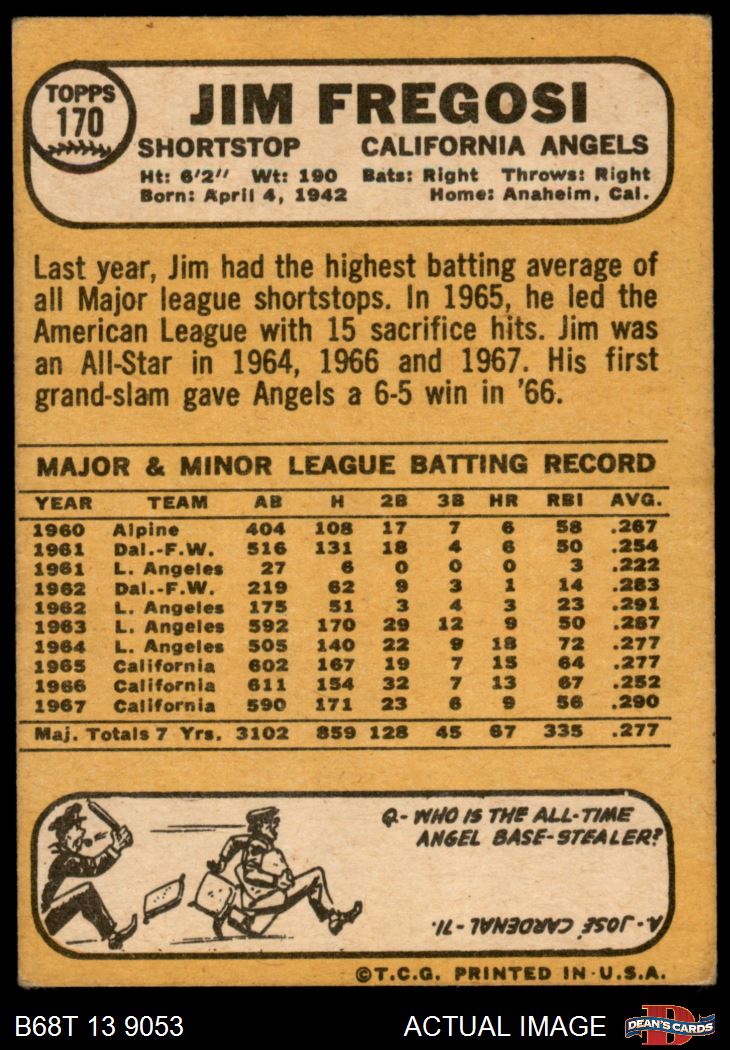 TOPPS
170
JIM FREGOSI
SHORTSTOP CALIFORNIA ANGELS
Ht: 6'2" Wt: 190 Bats: Right Throws: Right
Born: April 4, 1942 Home: Anaheim, Cal.
Last year, Jim had the highest batting average of
all Major league shortstops. In 1965, he led the
American League with 15 sacrifice hits. Jim was
an All-Star in 1964, 1966 and 1967. His first
grand-slam gave Angels a 6-5 win in '66.
MAJOR & MINOR LEAGUE BATTING RECORD
YEAR TEAM AB H 2B 3B HR RBI AVG.
1960 Alpine 404 108 17 7 6 58 .267
1961 Dal.-F.W. 516 131 18 4 6 50 .254
1961 L. Angeles 27 6 0 0 0 3 .222
1962 Dal.-F.W. 219 62 9 3 1 14 .283
1962 L. Angeles 175 51 3 4 3 23 .291
1963 L. Angeles 592 170 29 12 9 50 .287
1964 L. Angeles 505 140 22 9 18 72 .277
1965 California 602 167 19 7 15 64 .277
1966 California 611 154 32 7 13 67 .252
1967 California 590 171 23 6 9 56 .290
Maj. Totals 7 Yrs. 3102 859 128 45 67 335 .277
Q- WHO IS THE ALL-TIME
ANGEL BASE-STEALER?
A- JOSÉ CARDENAL - 71.
©T.C.G. PRINTED IN U.S.A.
B68T 13 9053 ACTUAL IMAGE
D
DEAN'S CARDS